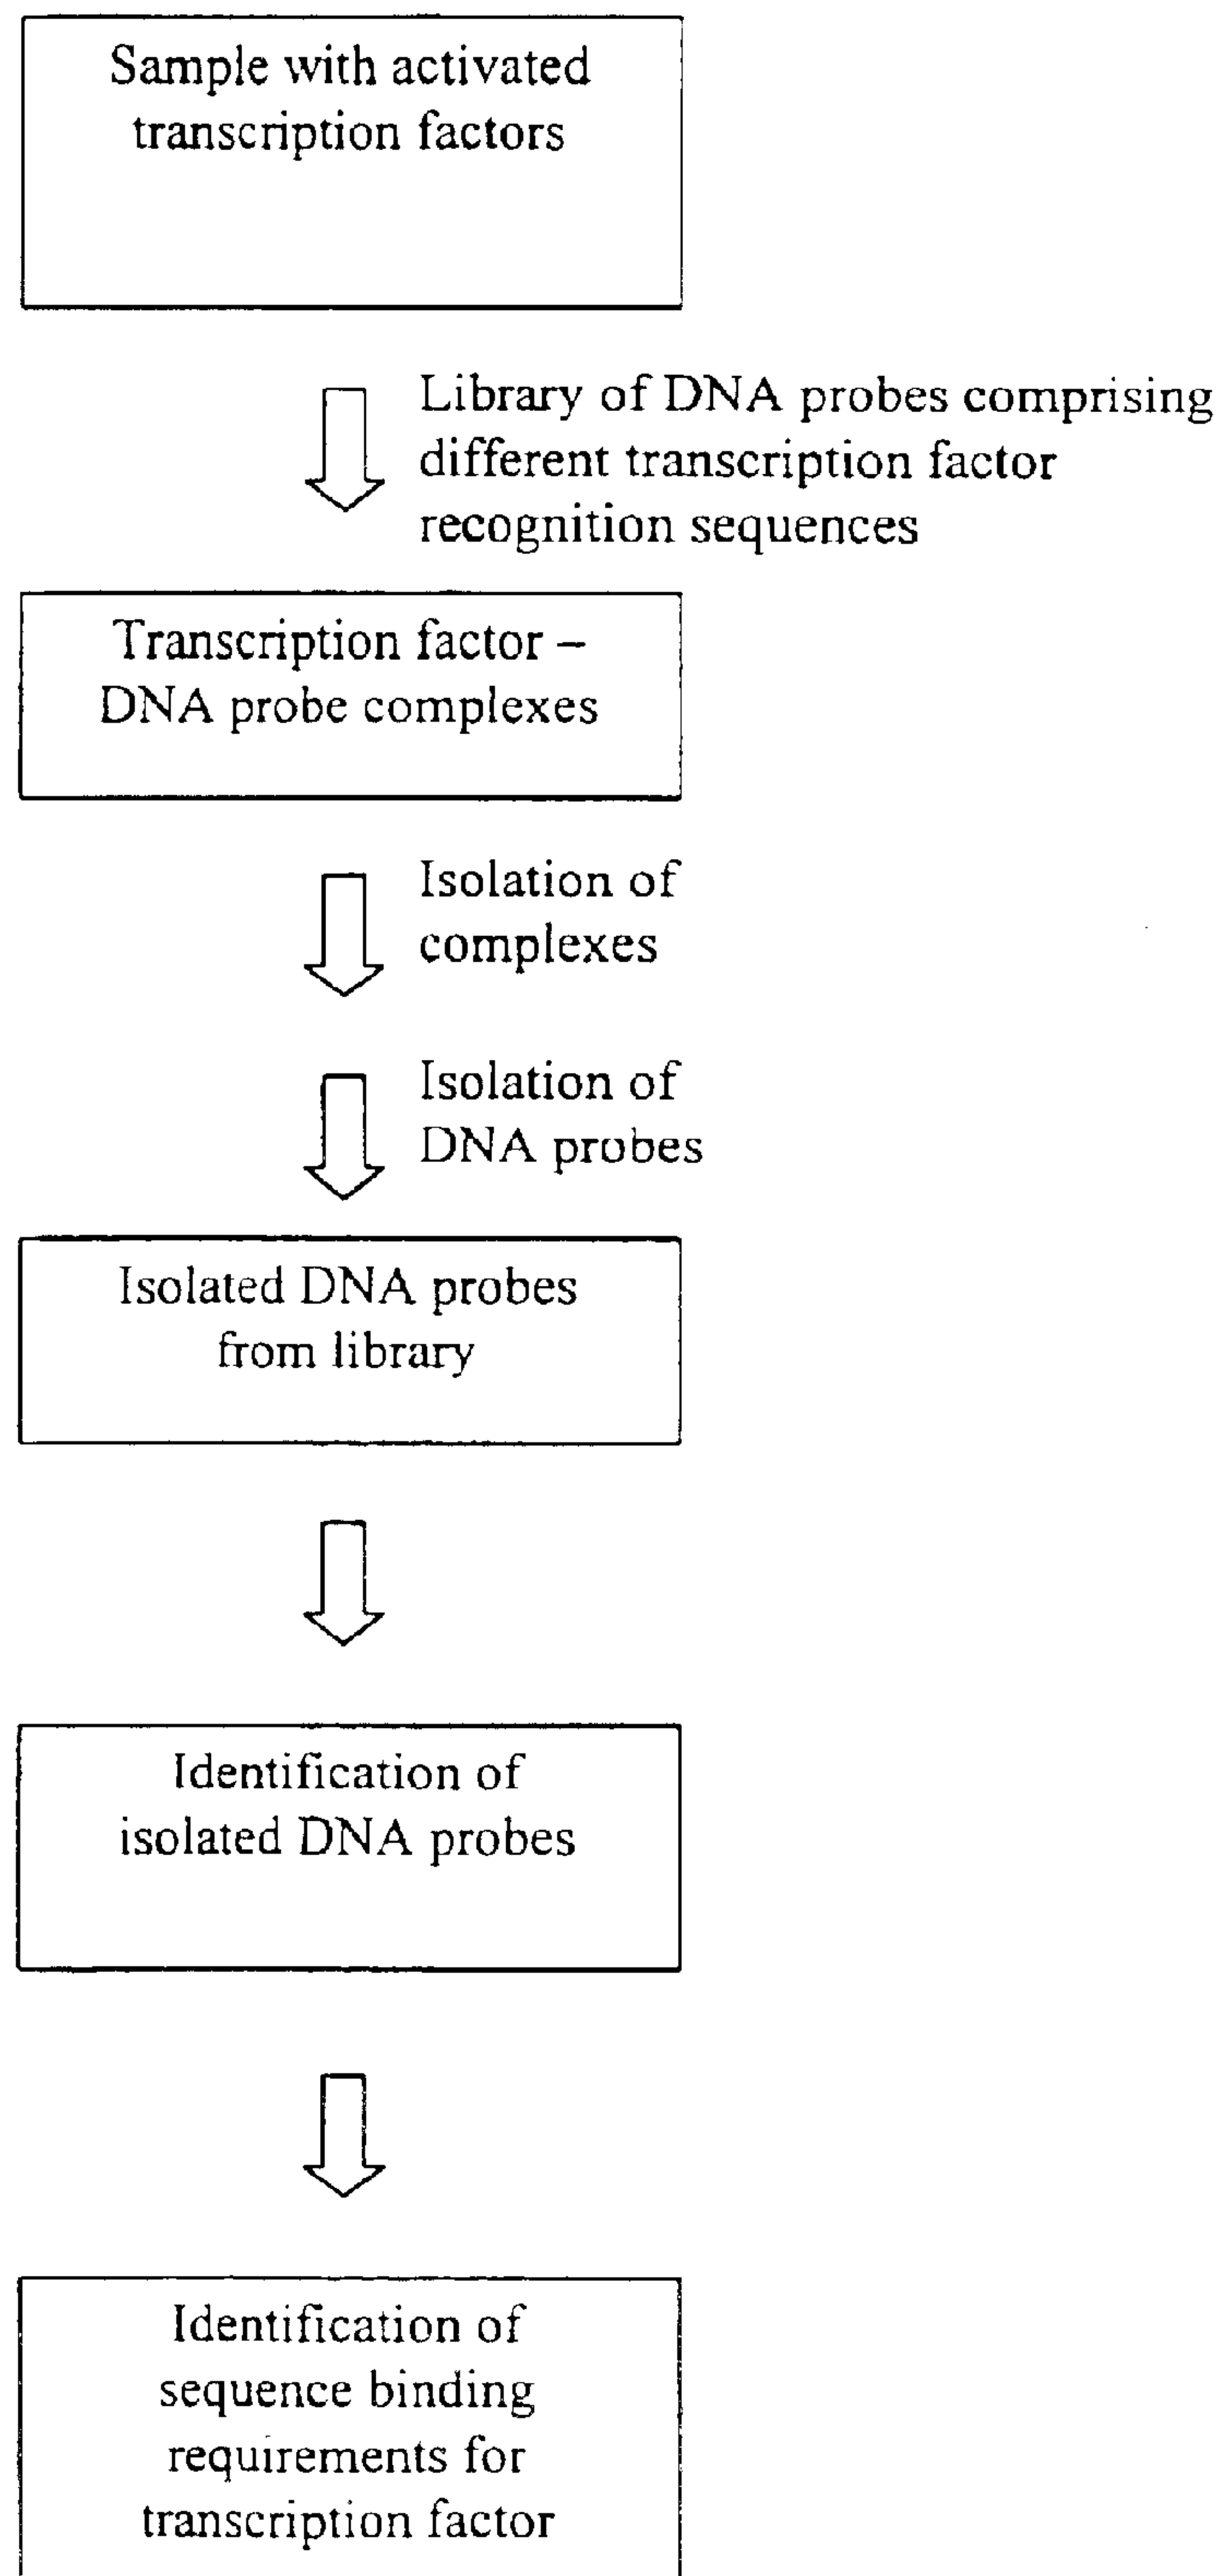 Sample with activated
transcription factors
Library of DNA probes comprising
different transcription factor
recognition sequences
Transcription factor –
DNA probe complexes
Isolation of
complexes
Isolation of
DNA probes
Isolated DNA probes
from library
Identification of
isolated DNA probes
Identification of
sequence binding
requirements for
transcription factor